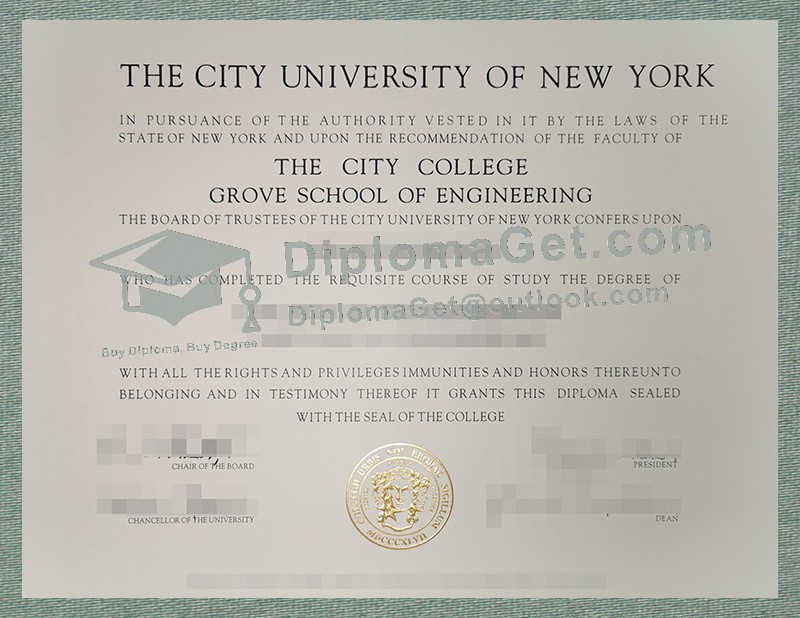 THE CITY UNIVERSITY OF NEW YORK
IN PURSUANCE OF THE AUTHORITY VESTED IN IT BY THE LAWS OF THE
STATE OF NEW YORK AND UPON THE RECOMMENDATION OF THE FACULTY OF
THE CITY COLLEGE
GROVE SCHOOL OF ENGINEERING
THE BOARD OF TRUSTEES OF THE CITY UNIVERSITY OF NEW YORK CONFERS UPON
DiplomaGet.com
WHO HAS COMPLETED THE REQUISITE COURSE OF STUDY THE DEGREE OF
DiplomaGet@outlook.com
Buy Diploma, Buy Degree
WITH ALL THE RIGHTS AND PRIVILEGES IMMUNITIES AND HONORS THEREUNTO
BELONGING AND IN TESTIMONY THEREOF IT GRANTS THIS DIPLOMA SEALED
WITH THE SEAL OF THE COLLEGE
CHAIR OF THE BOARD
PRESIDENT
CHANCELLOR OF THE UNIVERSITY
DEAN
MDCCCXLVII